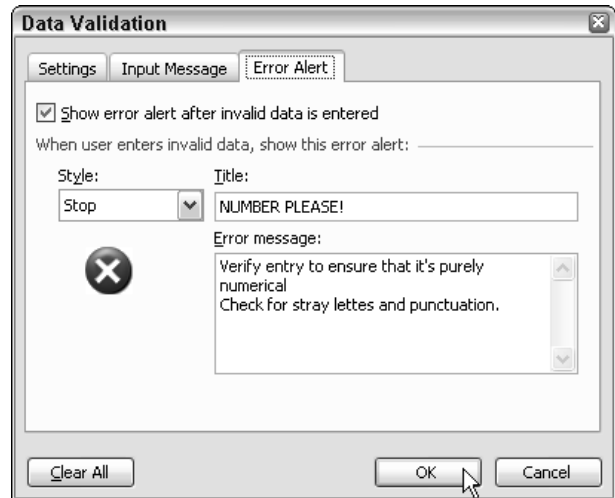 Data Validation
Settings Input Message Error Alert
Show error alert after invalid data is entered
When user enters invalid data, show this error alert:
Style: Title:
Stop NUMBER PLEASE!
Error message:
Verify entry to ensure that it's purely
numerical
Check for stray lettes and punctuation.
Clear All OK Cancel